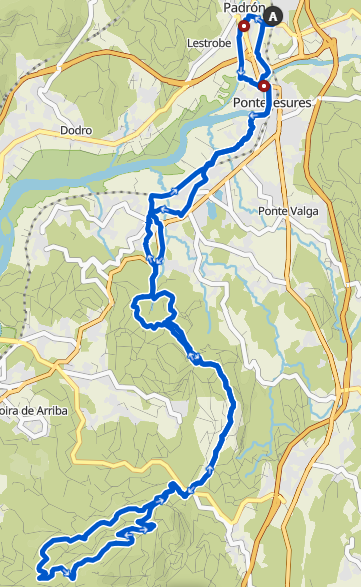 Padrón
A
Lestrobe
Pontecesures
Dodro
Ponte Valga
oira de Arriba